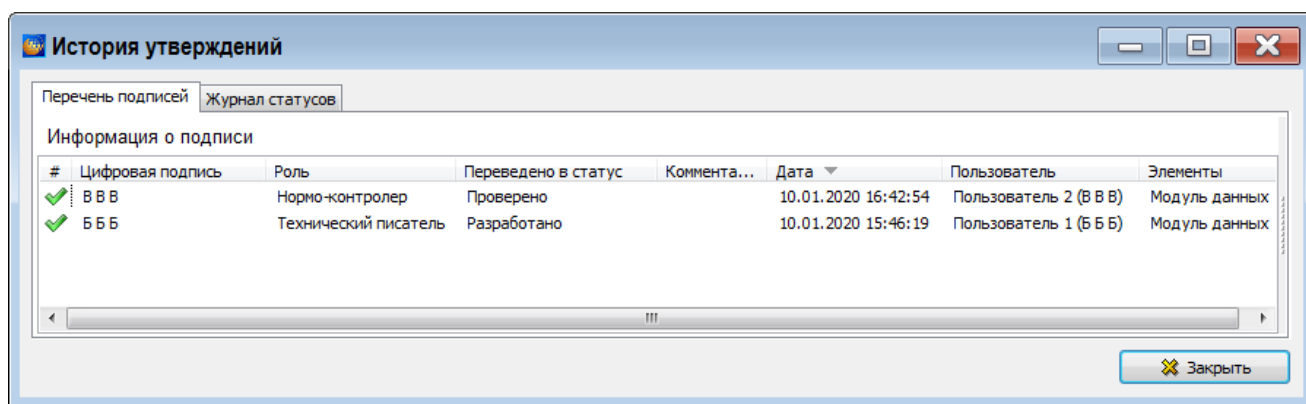 История утверждений
Перечень подписей Журнал статусов
Информация о подписи
# Цифровая подпись Роль Переведено в статус Коммента... Дата Пользователь Элементы
В В В Нормо-контролер Проверено 10.01.2020 16:42:54 Пользователь 2 (В В В) Модуль данных
Б Б Б Технический писатель Разработано 10.01.2020 15:46:19 Пользователь 1 (Б Б Б) Модуль данных
Закрыть